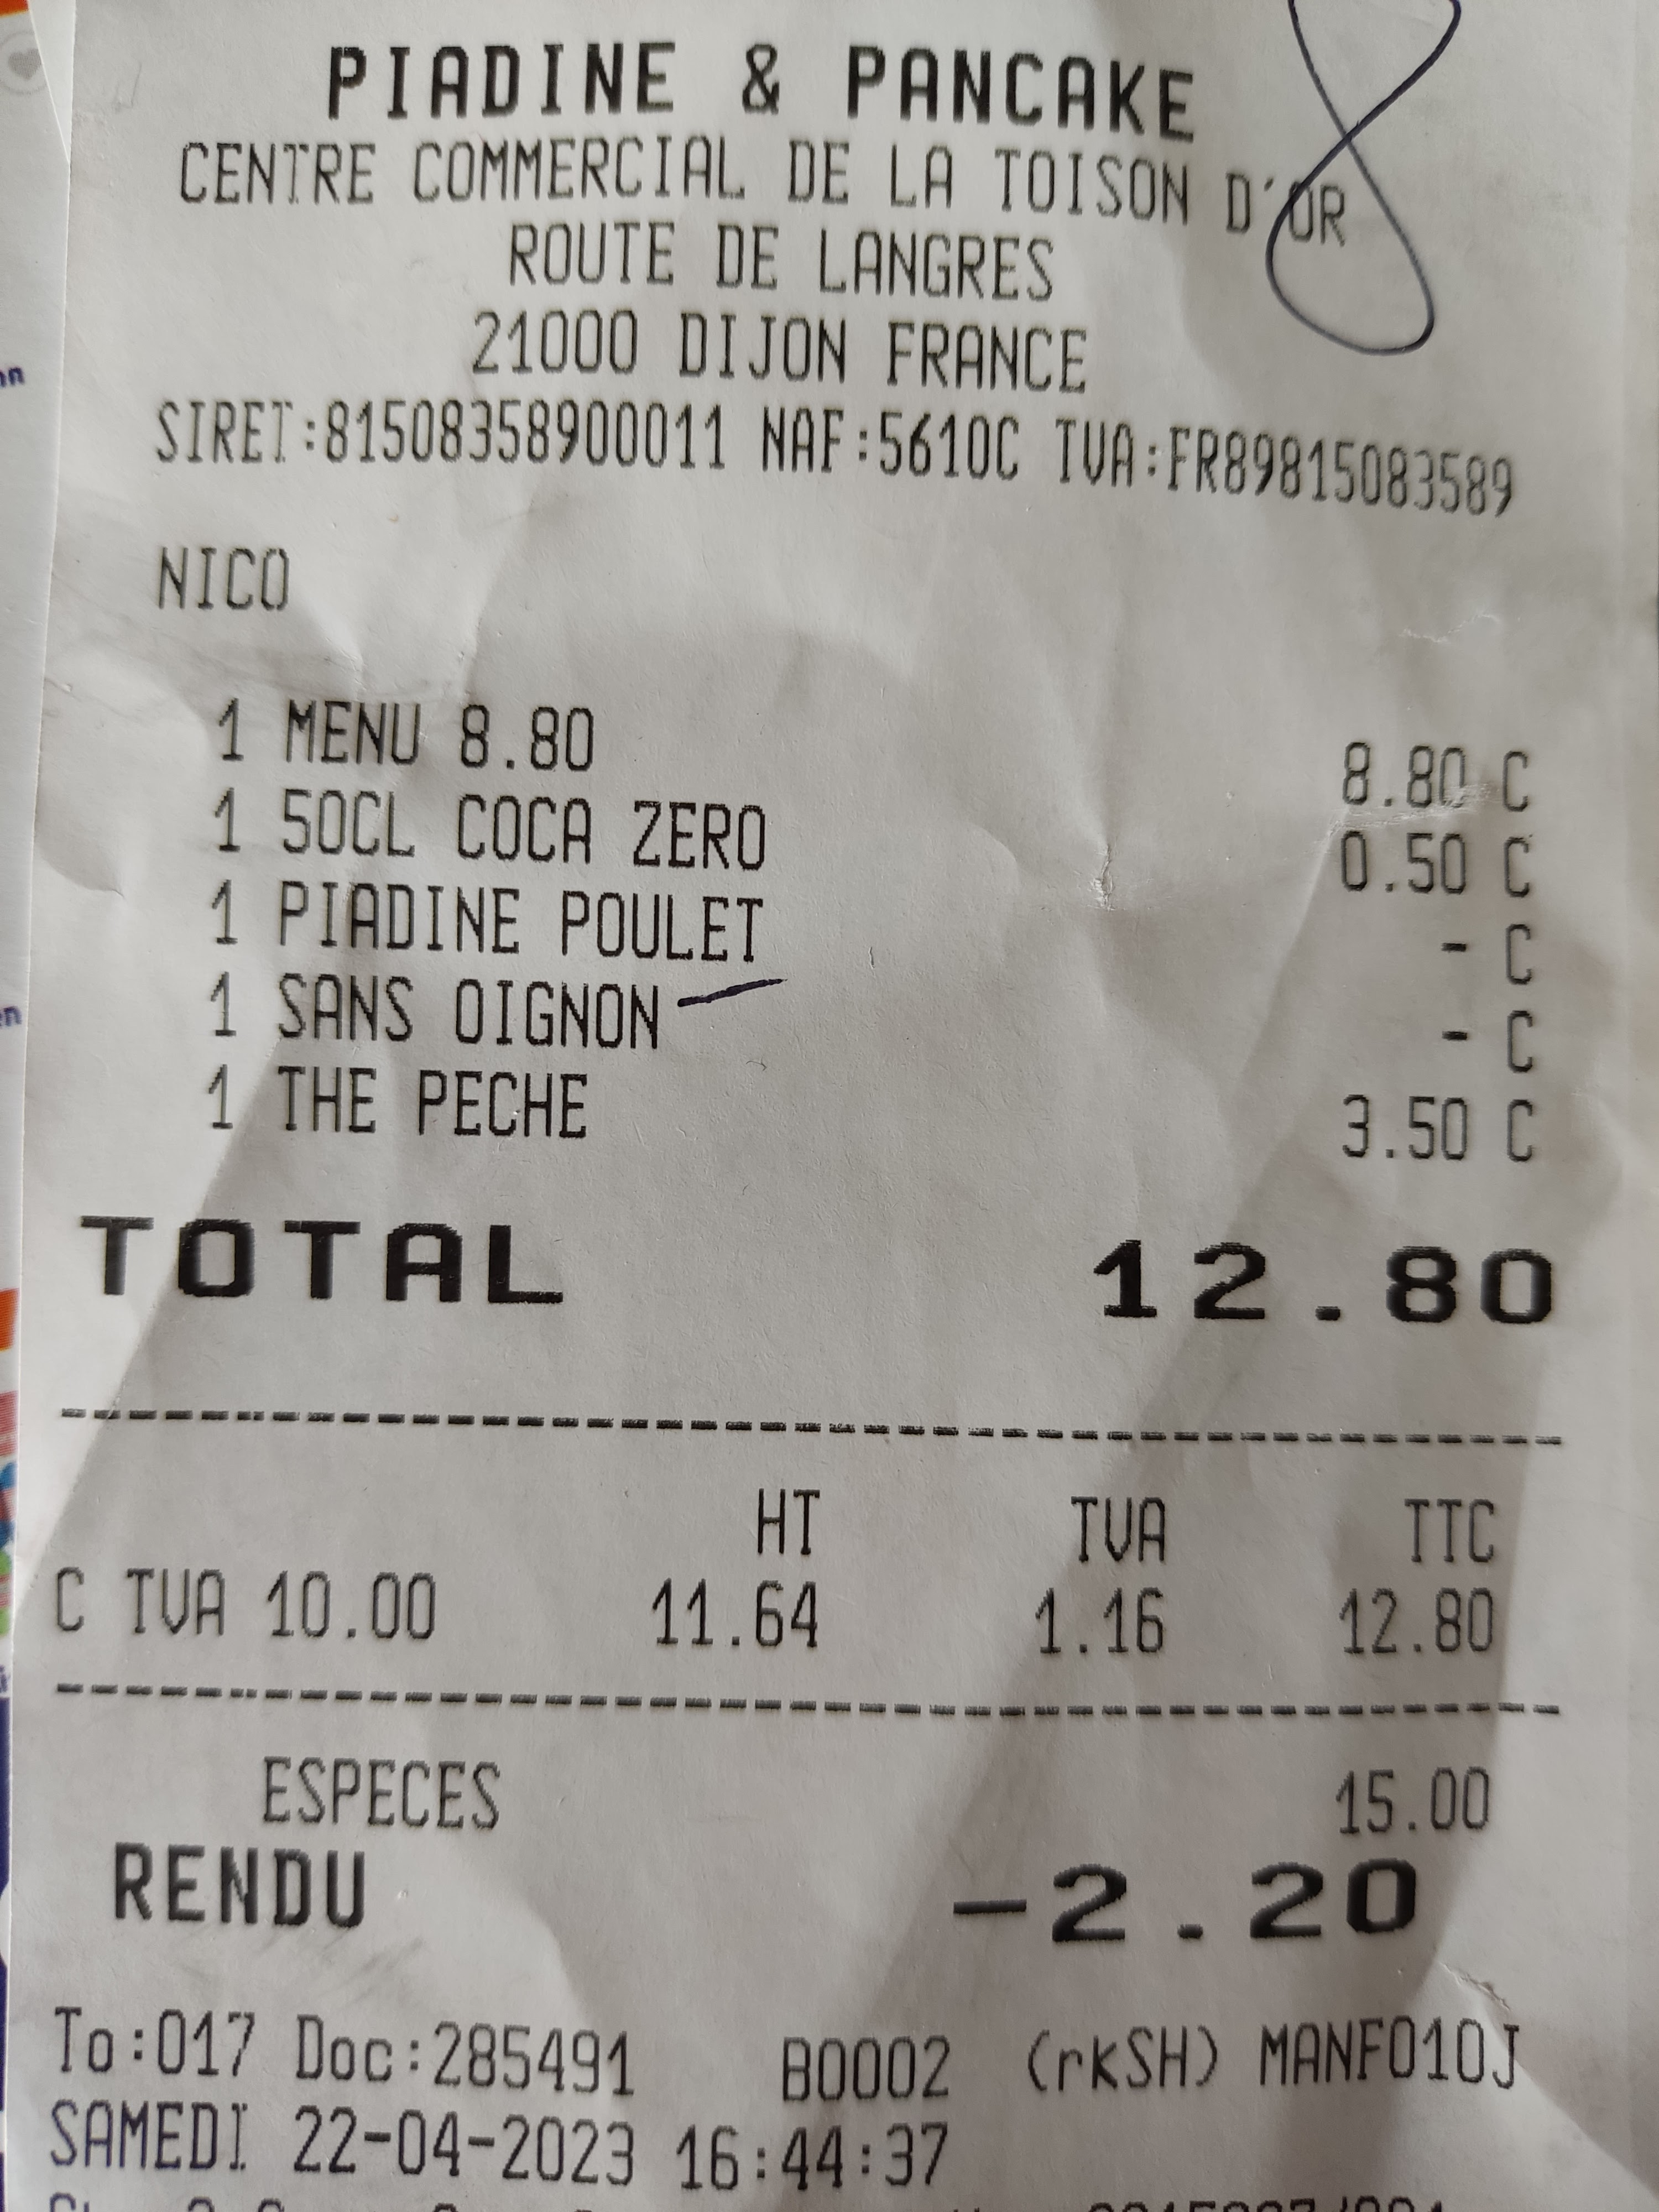 8
PIADINE & PANCAKE
CENTRE COMMERCIAL DE LA TOISON D'OR
ROUTE DE LANGRES
21000 DIJON FRANCE
SIRET:81508358900011 NAF:5610C TVA:FR89815083589
NICO
1 MENU 8.80 8.80 C
1 50CL COCA ZERO 0.50 C
1 PIADINE POULET - C
1 SANS OIGNON - C
1 THE PECHE 3.50 C
TOTAL 12.80
HT TVA TTC
C TVA 10.00 11.64 1.16 12.80
ESPECES 15.00
RENDU -2.20
To:017 Doc:285491 B0002 (rkSH) MANF010J
SAMEDI 22-04-2023 16:44:37